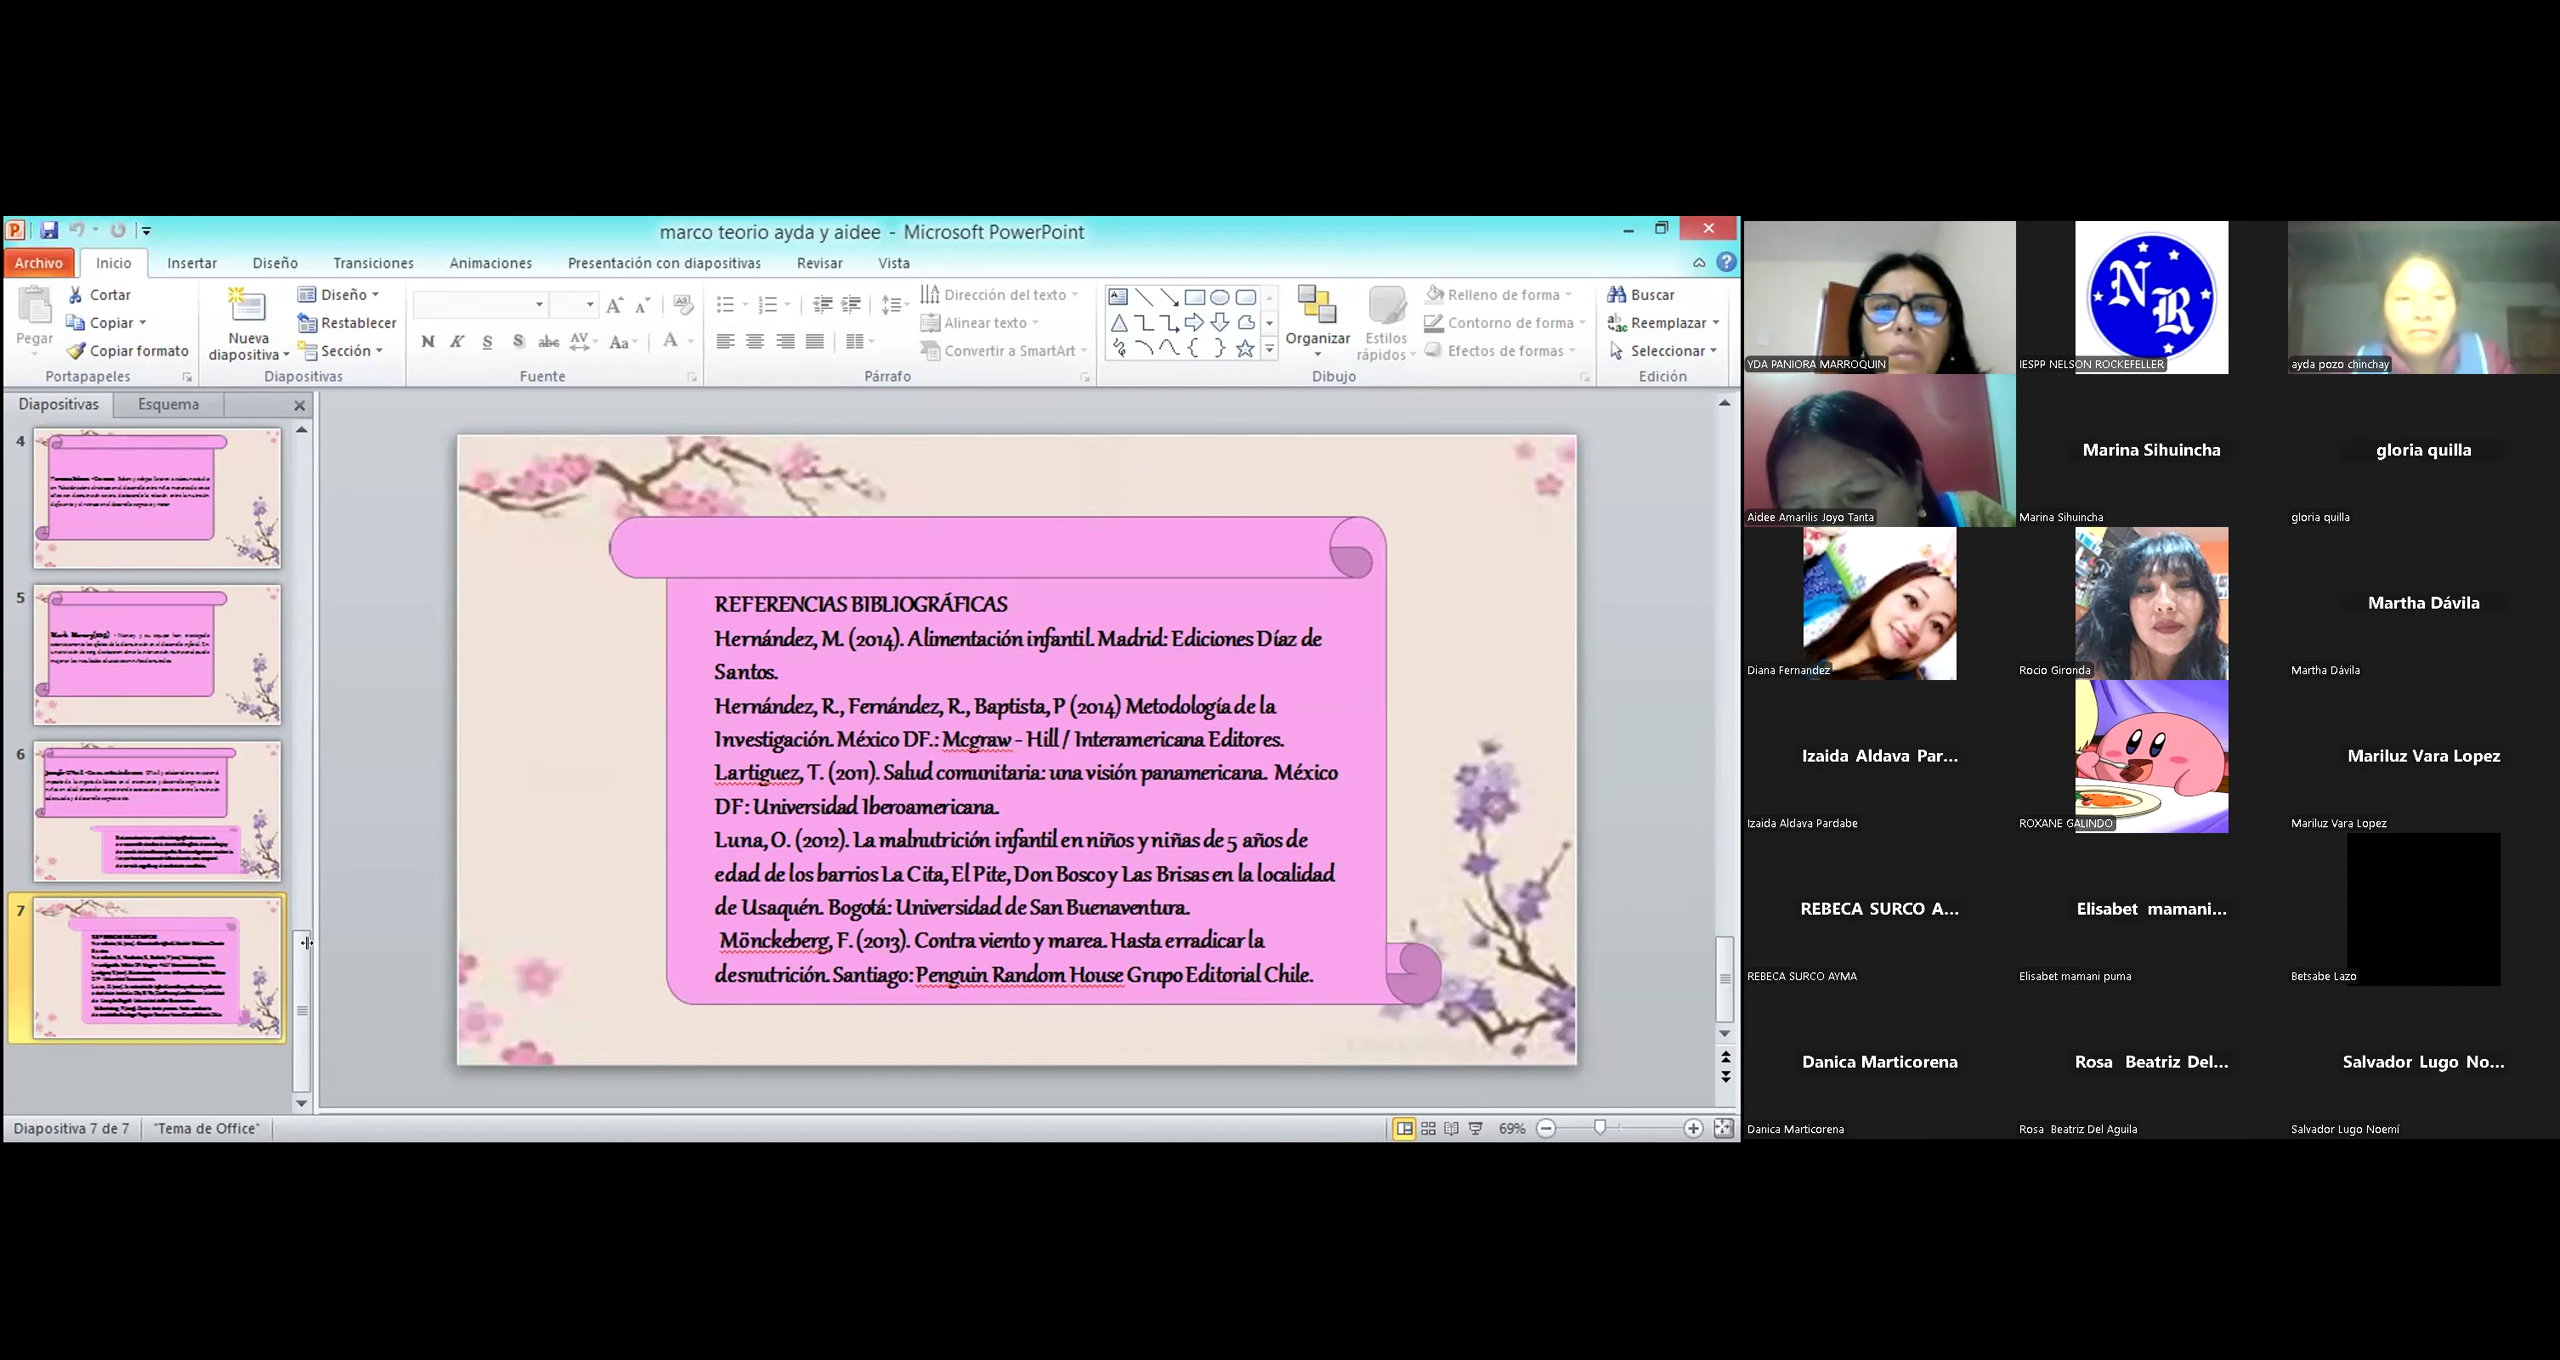 marco teorio ayda y aidee - Microsoft PowerPoint
Archivo
Inicio
Insertar
Diseño
Transiciones
Animaciones
Presentación con diapositivas
Revisar
Vista
Pegar
Cortar
Copiar
Copiar formato
Portapapeles
Nueva
diapositiva
Diseño
Restablecer
Sección
Diapositivas
N K S S abc AV Aa A
Fuente
Dirección del texto
Alinear texto
Convertir a SmartArt
Párrafo
Organizar
Estilos
rápidos
Relleno de forma
Contorno de forma
Efectos de formas
Dibujo
Buscar
Reemplazar
Seleccionar
Edición
Diapositivas
Esquema
4
5
6
7
REFERENCIAS BIBLIOGRÁFICAS
Hernández, M. (2014). Alimentación infantil. Madrid: Ediciones Díaz de
Santos.
Hernández, R., Fernández, R., Baptista, P (2014) Metodología de la
Investigación. México DF.: Mcgraw - Hill / Interamericana Editores.
Lartiguez, T. (2011). Salud comunitaria: una visión panamericana. México
DF: Universidad Iberoamericana.
Luna, O. (2012). La malnutrición infantil en niños y niñas de 5 años de
edad de los barrios La Cita, El Pite, Don Bosco y Las Brisas en la localidad
de Usaquén. Bogotá: Universidad de San Buenaventura.
Mönckeberg, F. (2013). Contra viento y marea. Hasta erradicar la
desnutrición. Santiago: Penguin Random House Grupo Editorial Chile.
Diapositiva 7 de 7
"Tema de Office"
69%
YDA PANIORA MARROQUIN
NR
IESPP NELSON ROCKEFELLER
ayda pozo chinchay
Aidee Amarilis Joyo Tanta
Marina Sihuincha
Marina Sihuincha
gloria quilla
gloria quilla
Diana Fernandez
Rocio Gironda
Martha Dávila
Martha Dávila
Izaida Aldava Par...
Izaida Aldava Pardabe
ROXANE GALINDO
Mariluz Vara Lopez
Mariluz Vara Lopez
REBECA SURCO A...
REBECA SURCO AYMA
Elisabet mamani...
Elisabet mamani puma
Betsabe Lazo
Danica Marticorena
Danica Marticorena
Rosa Beatriz Del...
Rosa Beatriz Del Aguila
Salvador Lugo No...
Salvador Lugo Noemí